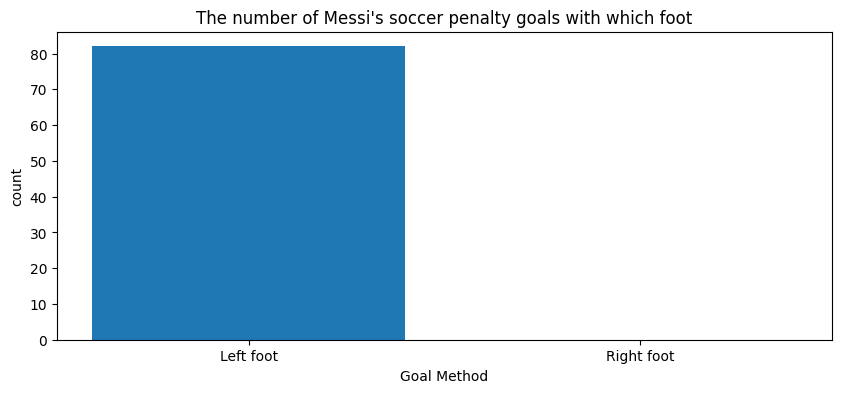 The number of Messi's soccer penalty goals with which foot
80
70
60
50
40
30
20
10
0
count
Left foot
Right foot
Goal Method